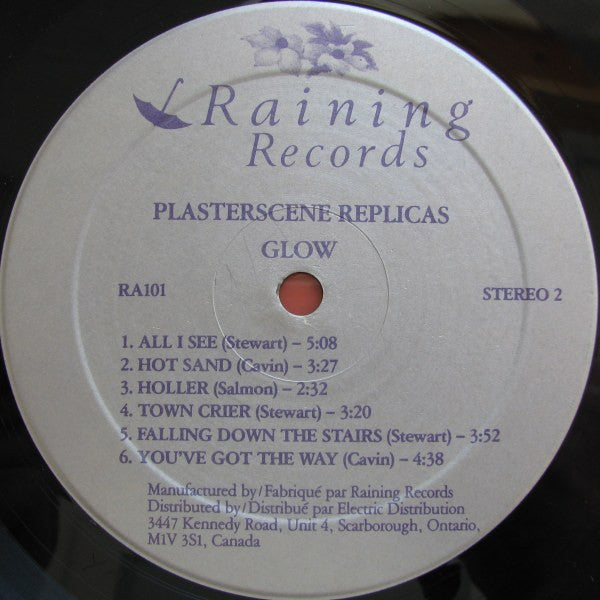 Raining
Records
PLASTERSCENE REPLICAS
GLOW
RA101
STEREO 2
1. ALL I SEE (Stewart) – 5:08
2. HOT SAND (Cavin) – 3:27
3. HOLLER (Salmon) – 2:32
4. TOWN CRIER (Stewart) – 3:20
5. FALLING DOWN THE STAIRS (Stewart) – 3:52
6. YOU'VE GOT THE WAY (Cavin) – 4:38
Manufactured by/Fabriqué par Raining Records
Distributed by/Distribué par Electric Distribution
3447 Kennedy Road, Unit 4, Scarborough, Ontario,
M1V 3S1, Canada